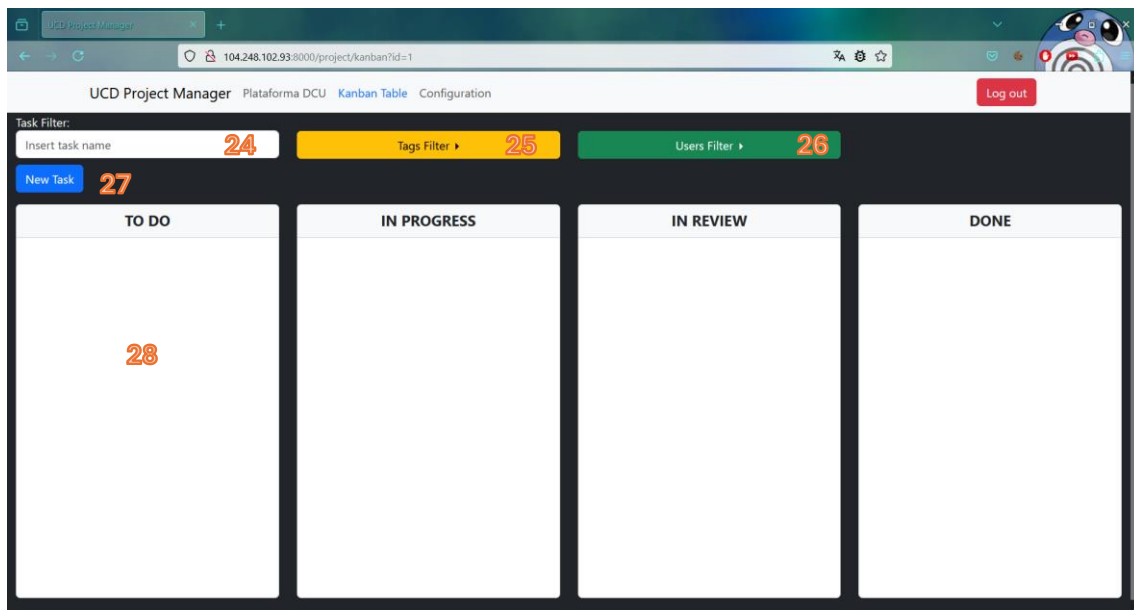 UCD Project Manager
104.248.102.93:8000/project/kanban?id=1
UCD Project Manager Plataforma DCU Kanban Table Configuration Log out
Task Filter:
Insert task name 24 Tags Filter 25 Users Filter 26
New Task 27
TO DO IN PROGRESS IN REVIEW DONE
28